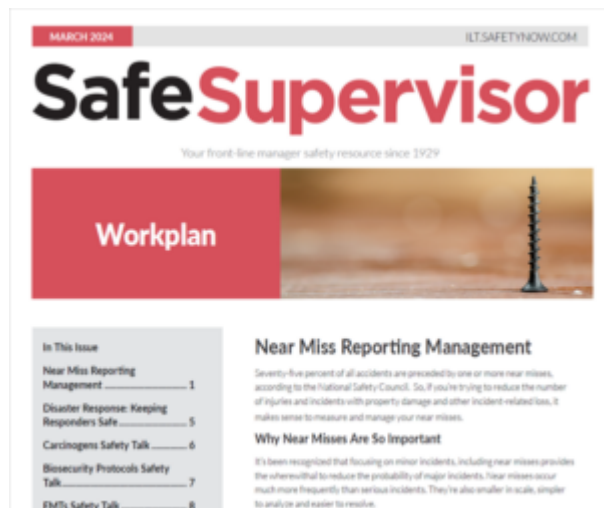 MARCH 2024
ILT.SAFETYNOW.COM
SafeSupervisor
Your front-line manager safety resource since 1929
Workplan
In This Issue
Near Miss Reporting
Management 1
Disaster Response: Keeping
Responders Safe 5
Carcinogens Safety Talk 6
Biosecurity Protocols Safety
Talk 7
EMTs Safety Talk 8
Near Miss Reporting Management
Seventy-five percent of all accidents are preceded by one or more near misses,
according to the National Safety Council. So, if you're trying to reduce the number
of injuries and incidents with property damage and other incident-related loss, it
makes sense to measure and manage your near misses.
Why Near Misses Are So Important
It's been recognized that focusing on minor incidents, including near misses provides
the wherewithal to reduce the probability of major incidents. Near misses occur
much more frequently than serious incidents. They're also smaller in scale, simpler
to analyze and easier to resolve.